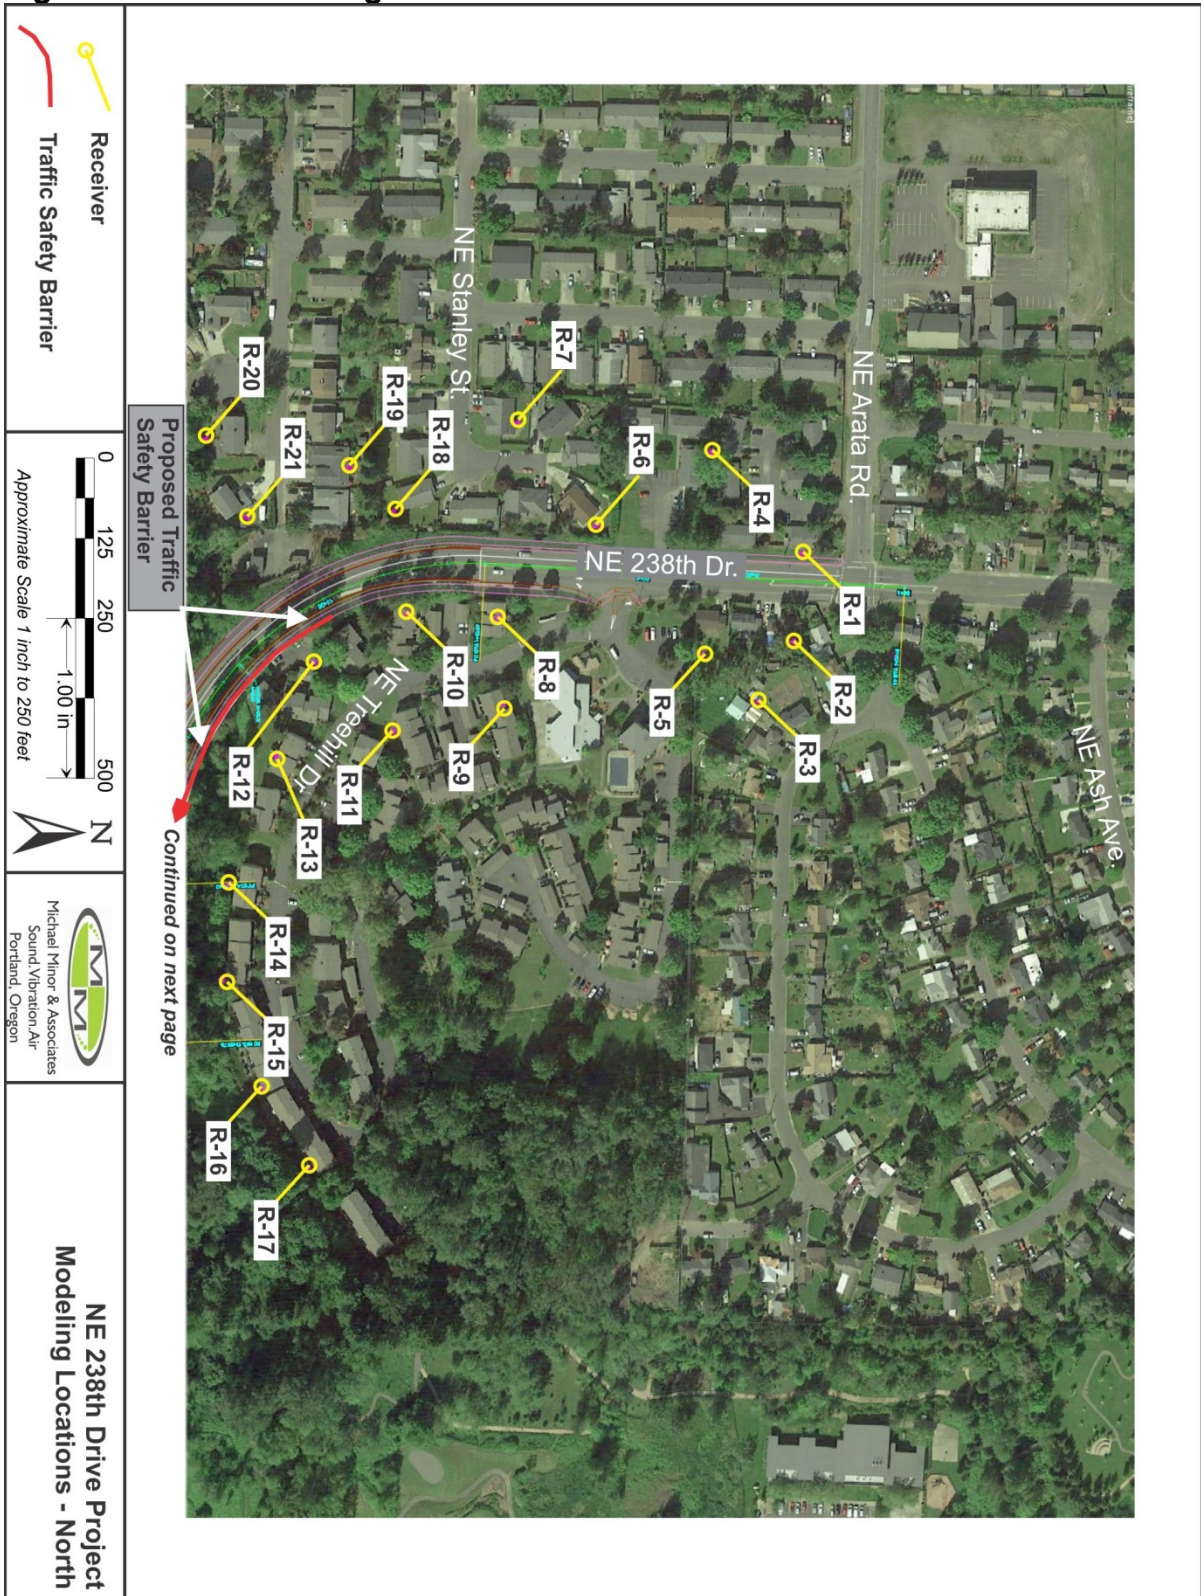 NE Ash Ave.
NE Arata Rd.
NE 238th Dr.
NE Stanley St.
NE Treehill Dr.
R-1
R-2
R-3
R-4
R-5
R-6
R-7
R-8
R-9
R-10
R-11
R-12
R-13
R-14
R-15
R-16
R-17
R-18
R-19
R-20
R-21
Proposed Traffic
Safety Barrier
Continued on next page
Receiver
Traffic Safety Barrier
0 125 250 500
1.00 in
Approximate Scale 1 inch to 250 feet
N
MM
Michael Minor & Associates
Sound.Vibration.Air
Portland, Oregon
NE 238th Drive Project
Modeling Locations - North